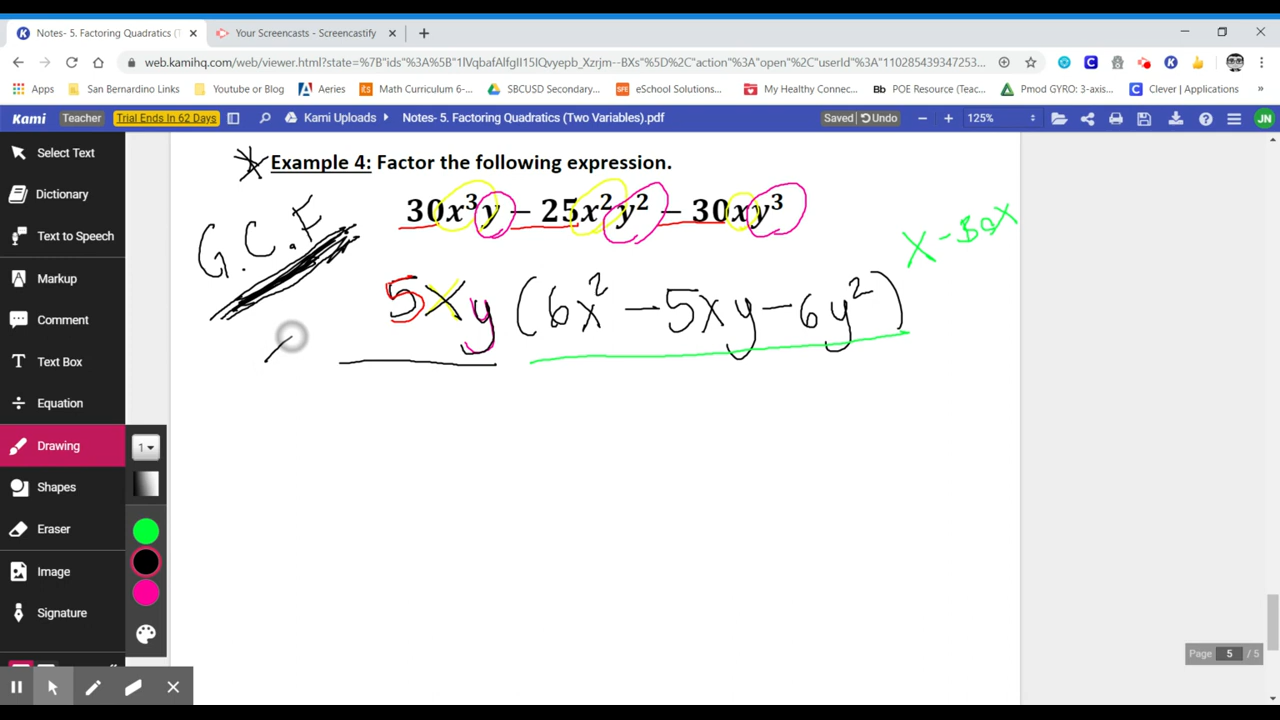 Notes- 5. Factoring Quadratics (T
Your Screencasts - Screencastify
web.kamihq.com/web/viewer.html?state=%7B"ids"%3A%5B"1lVqbafAlfglI15IQvyepb_Xzrjm--BXs"%5D%2C"action"%3A"open"%2C"userId"%3A"110285439347253...
Apps
San Bernardino Links
Youtube or Blog
Aeries
Math Curriculum 6-...
SBCUSD Secondary...
SFE eSchool Solutions...
My Healthy Connec...
Bb POE Resource (Teac...
Pmod GYRO: 3-axis...
C Clever | Applications
»
Kami
Teacher
Trial Ends In 62 Days
Kami Uploads
Notes- 5. Factoring Quadratics (Two Variables).pdf
Saved
Undo
125%
JN
Select Text
Dictionary
Text to Speech
Markup
Comment
Text Box
Equation
Drawing
Shapes
Eraser
Image
Signature
1
Example 4: Factor the following expression.
30x³y − 25x²y² − 30xy³
G.C.F
X-BOX
5xy (6x² − 5xy − 6y²)
Page 5 / 5